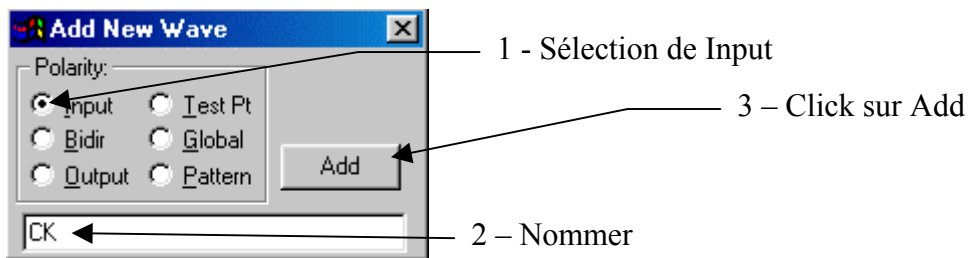 Add New Wave
1 - Sélection de Input
Polarity:
Input
Test Pt
3 – Click sur Add
Bidir
Global
Output
Pattern
Add
CK
2 – Nommer